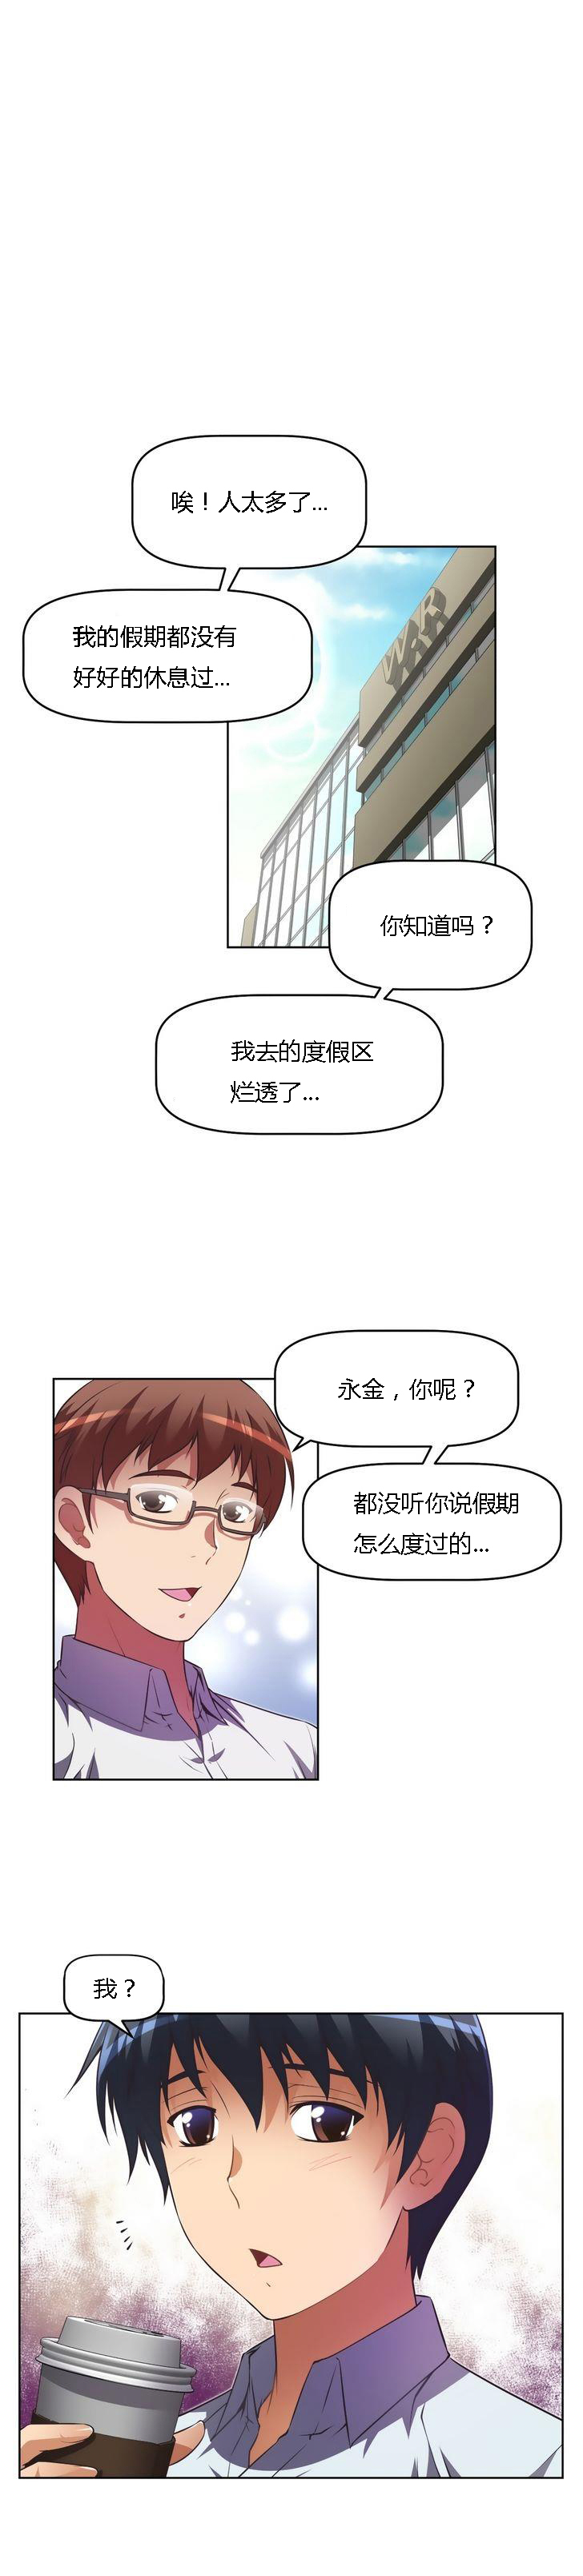 唉！人太多了...
我的假期都没有
好好的休息过...
WAR
PARK
你知道吗？
我去的度假区
烂透了...
永金，你呢？
都没听你说假期
怎么度过的...
我？